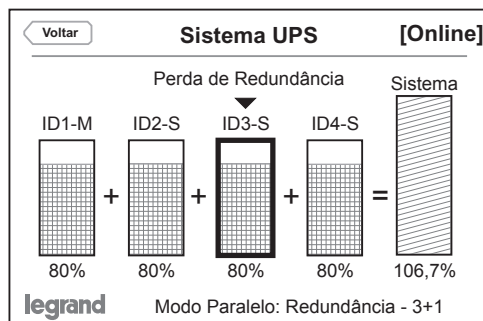 Voltar
Sistema UPS
[Online]
Perda de Redundância
Sistema
ID1-M
ID2-S
ID3-S
ID4-S
+
+
+
=
80%
80%
80%
80%
106,7%
legrand
Modo Paralelo: Redundância - 3+1